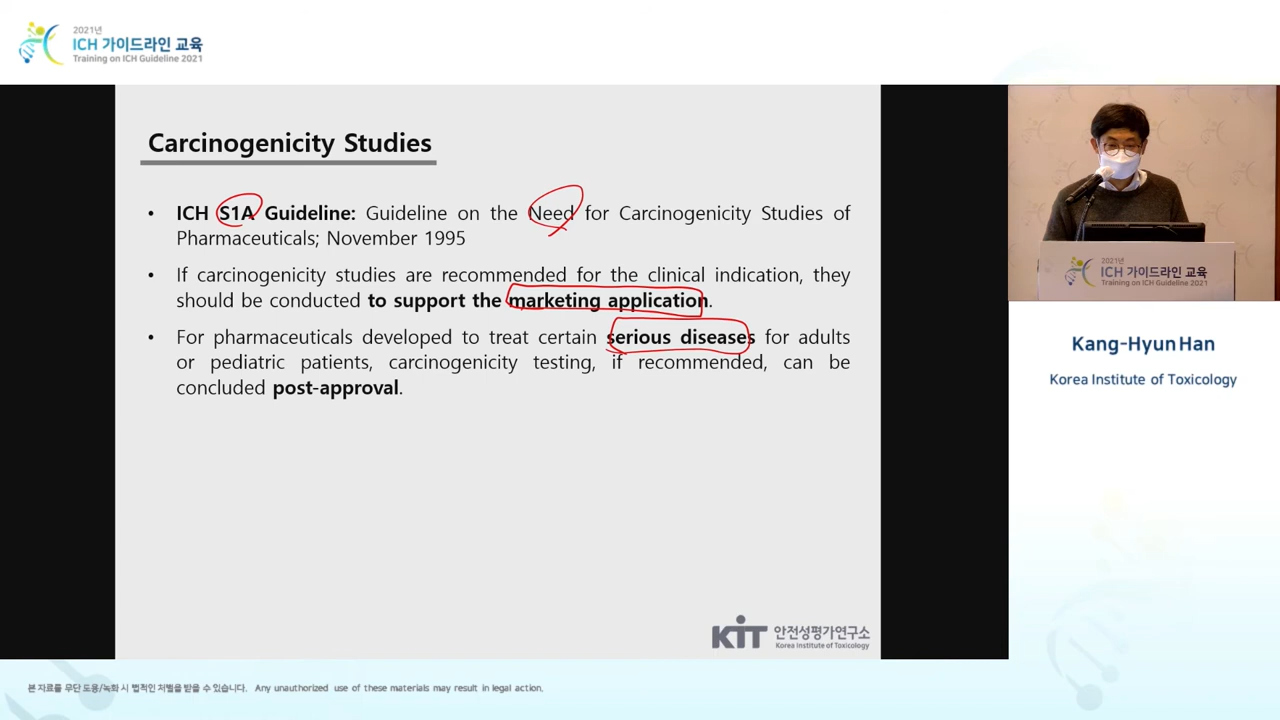 2021년
ICH 가이드라인 교육
Training on ICH Guideline 2021
Carcinogenicity Studies
• ICH S1A Guideline: Guideline on the Need for Carcinogenicity Studies of
Pharmaceuticals; November 1995
• If carcinogenicity studies are recommended for the clinical indication, they
should be conducted to support the marketing application.
• For pharmaceuticals developed to treat certain serious diseases for adults
or pediatric patients, carcinogenicity testing, if recommended, can be
concluded post-approval.
KIT 안전성평가연구소
Korea Institute of Toxicology
2021년
ICH 가이드라인 교육
Training on ICH Guideline 2021
Kang-Hyun Han
Korea Institute of Toxicology
본 자료를 무단 도용/녹화 시 법적인 처벌을 받을 수 있습니다. Any unauthorized use of these materials may result in legal action.